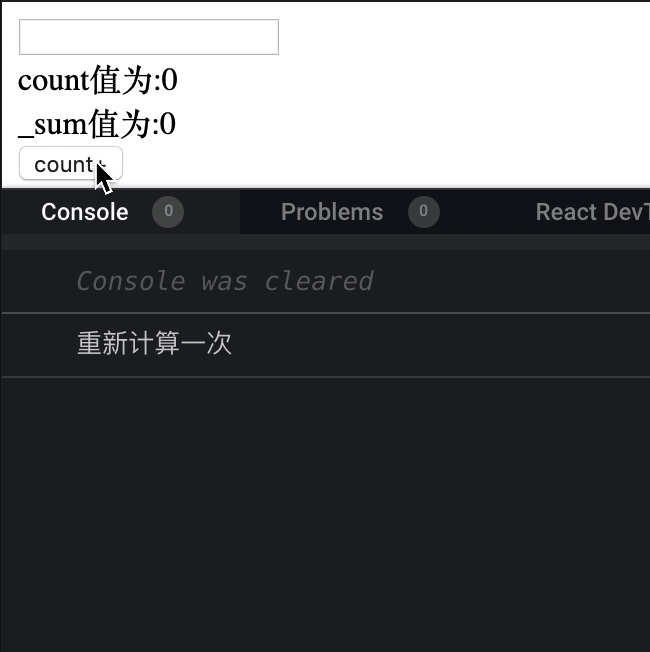 count值为:0
_sum值为:0
count
Console 0 Problems 0 React DevT
Console was cleared
重新计算一次